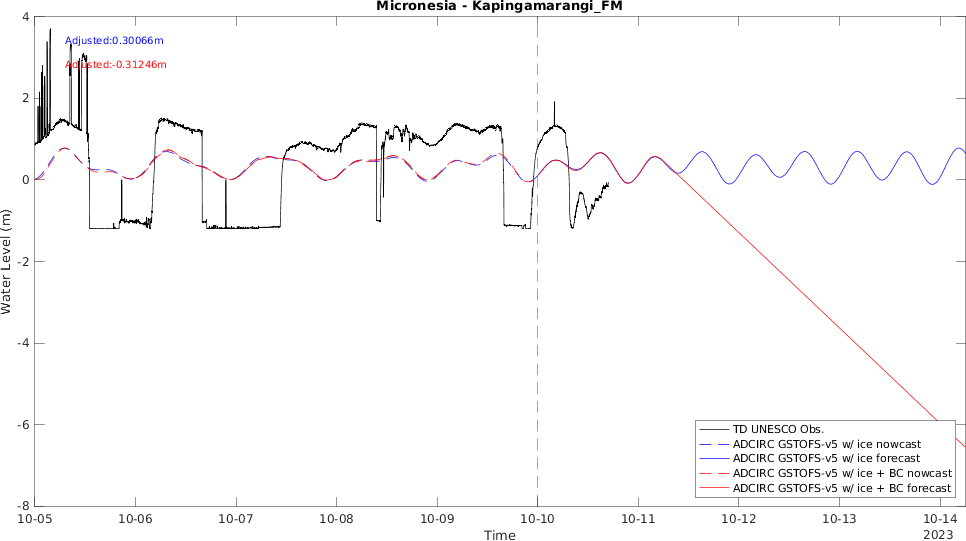 Micronesia - Kapingamarangi_FM
Adjusted:0.30066m
Adjusted:-0.31246m
Water Level (m)
4
2
0
-2
-4
-6
-8
TD UNESCO Obs.
ADCIRC GSTOFS-v5 w/ ice nowcast
ADCIRC GSTOFS-v5 w/ ice forecast
ADCIRC GSTOFS-v5 w/ ice + BC nowcast
ADCIRC GSTOFS-v5 w/ ice + BC forecast
10-05 10-06 10-07 10-08 10-09 10-10 10-11 10-12 10-13 10-14
2023
Time